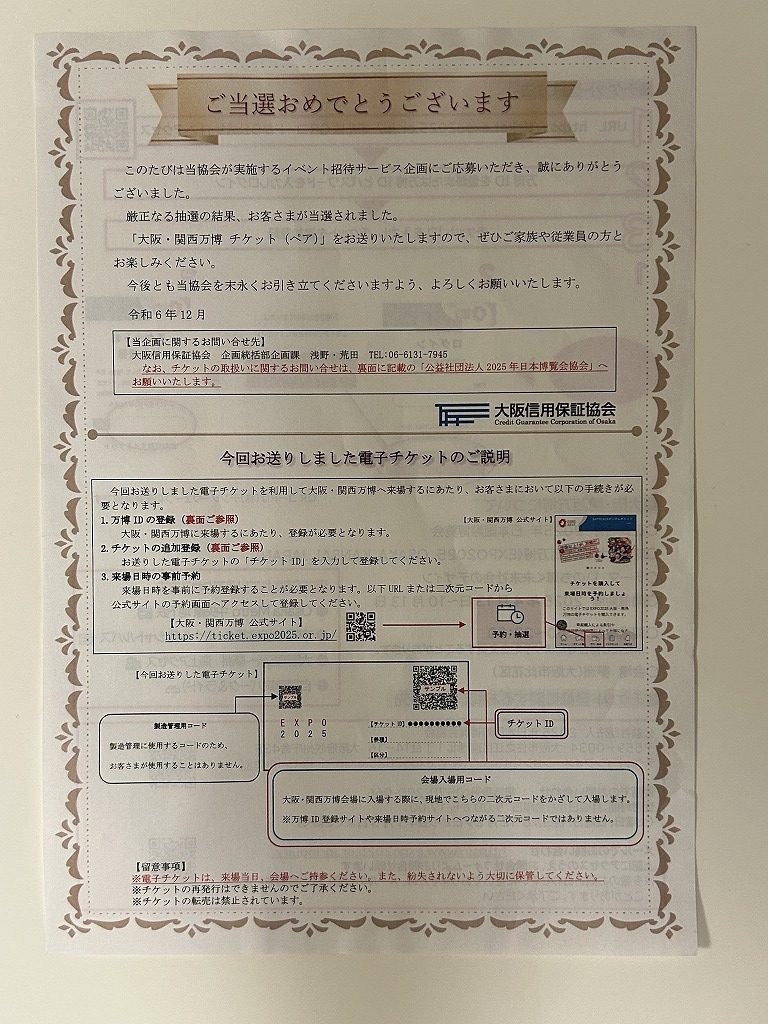 ご当選おめでとうございます
このたびは当協会が実施するイベント招待サービス企画にご応募いただき、誠にありがとう
ございました。
厳正なる抽選の結果、お客さまが当選されました。
「大阪・関西万博 チケット（ペア）」をお送りいたしますので、ぜひご家族や従業員の方と
お楽しみください。
今後とも当協会を末永くお引き立てくださいますよう、よろしくお願いいたします。
令和6年12月
【当企画に関するお問い合せ先】
大阪信用保証協会 企画統括部企画課 浅野・荒田 TEL:06-6131-7945
なお、チケットの取扱いに関するお問い合せは、裏面に記載の「公益社団法人2025年日本博覧会協会」へ
お願いいたします。
大阪信用保証協会
Credit Guarantee Corporation of Osaka
今回お送りしました電子チケットのご説明
今回お送りしました電子チケットを利用して大阪・関西万博へ来場するにあたり、お客さまにおいて以下の手続きが必
要となります。
1. 万博IDの登録（裏面ご参照）
大阪・関西万博に来場するにあたり、登録が必要となります。
2. チケットの追加登録（裏面ご参照）
お送りした電子チケットの「チケットID」を入力して登録してください。
3. 来場日時の事前予約
来場日時を事前に予約登録することが必要となります。以下URLまたは二次元コードから
公式サイトの予約画面へアクセスして登録してください。
【大阪・関西万博 公式サイト】
https://ticket.expo2025.or.jp/
予約・抽選
【大阪・関西万博 公式サイト】
チケットを購入して
来場日時を予約しましょ
う！
【今回お送りした電子チケット】
サンプル
EXPO
2025
サンプル
【チケットID】●●●●●●●●●●
【券種】
【区分】
チケットID
製造管理用コード
製造管理に使用するコードのため、
お客さまが使用することはありません。
会場入場用コード
大阪・関西万博会場に入場する際に、現地でこちらの二次元コードをかざして入場します。
※万博ID登録サイトや来場日時予約サイトへつながる二次元コードではありません。
【留意事項】
※電子チケットは、来場当日、会場へご持参ください。また、紛失されないよう大切に保管してください。
※チケットの再発行はできませんのでご了承ください。
※チケットの転売は禁止されています。